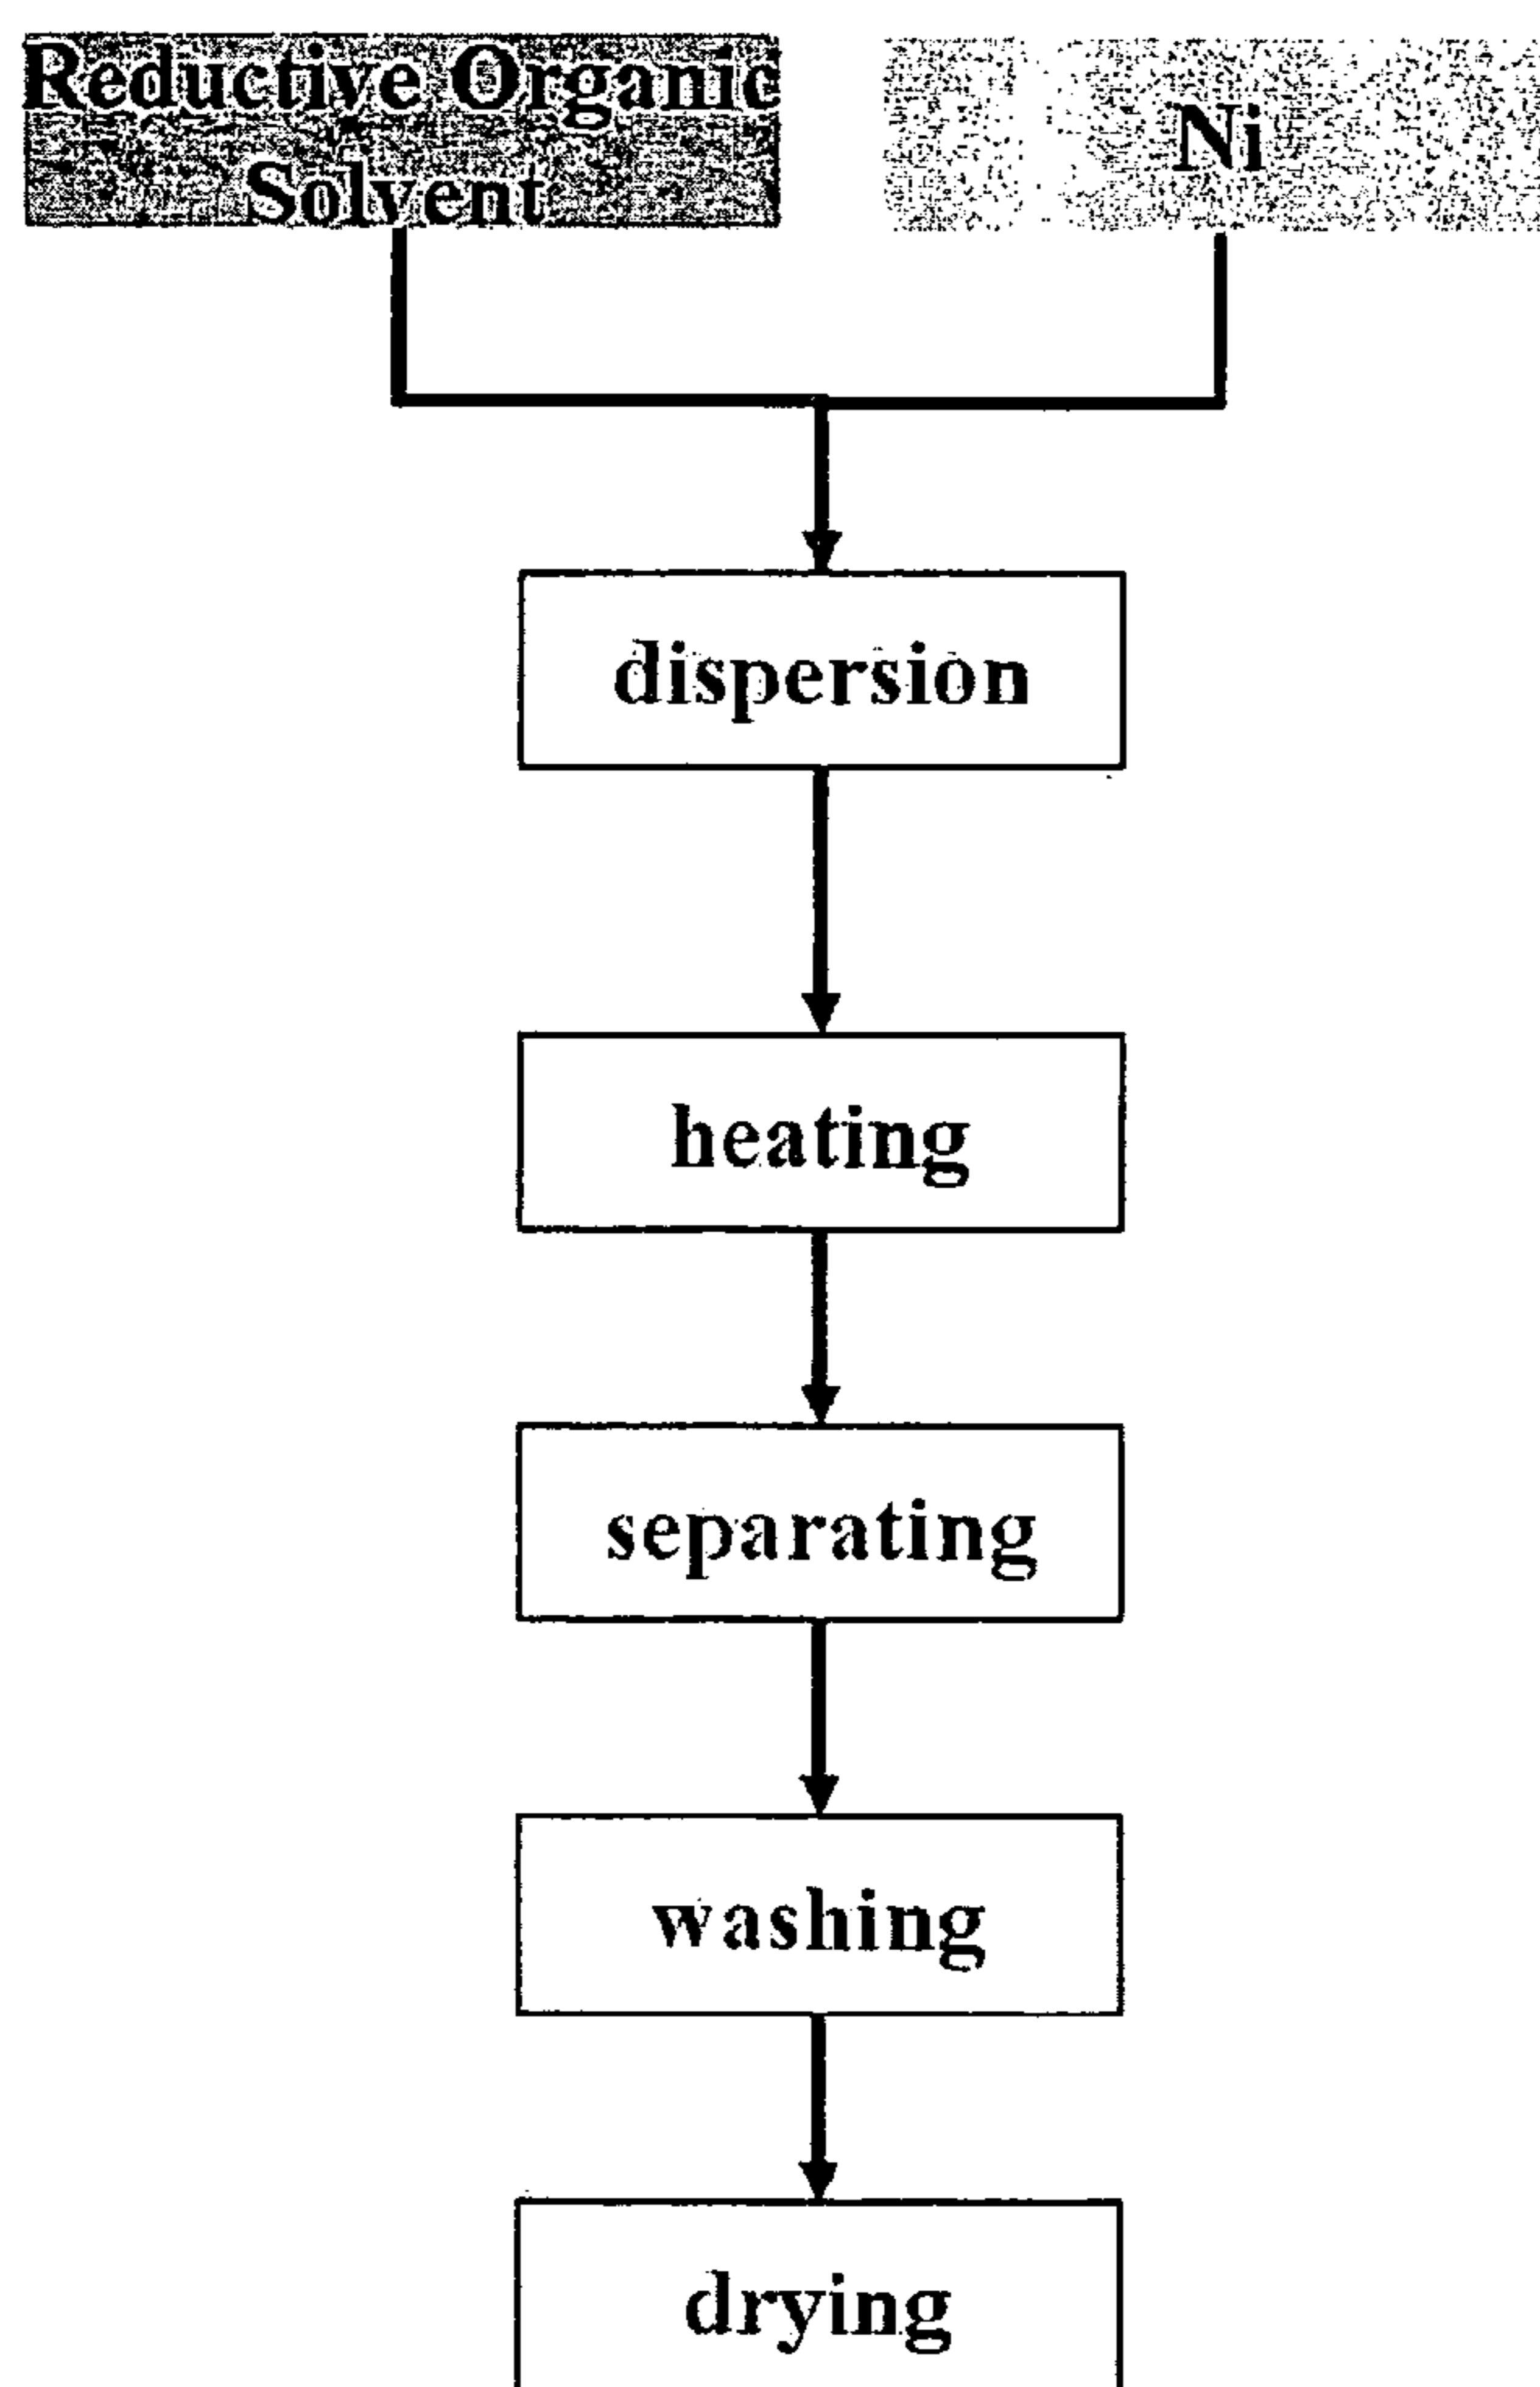 Reductive Organic
Solvent
Ni
dispersion
heating
separating
washing
drying